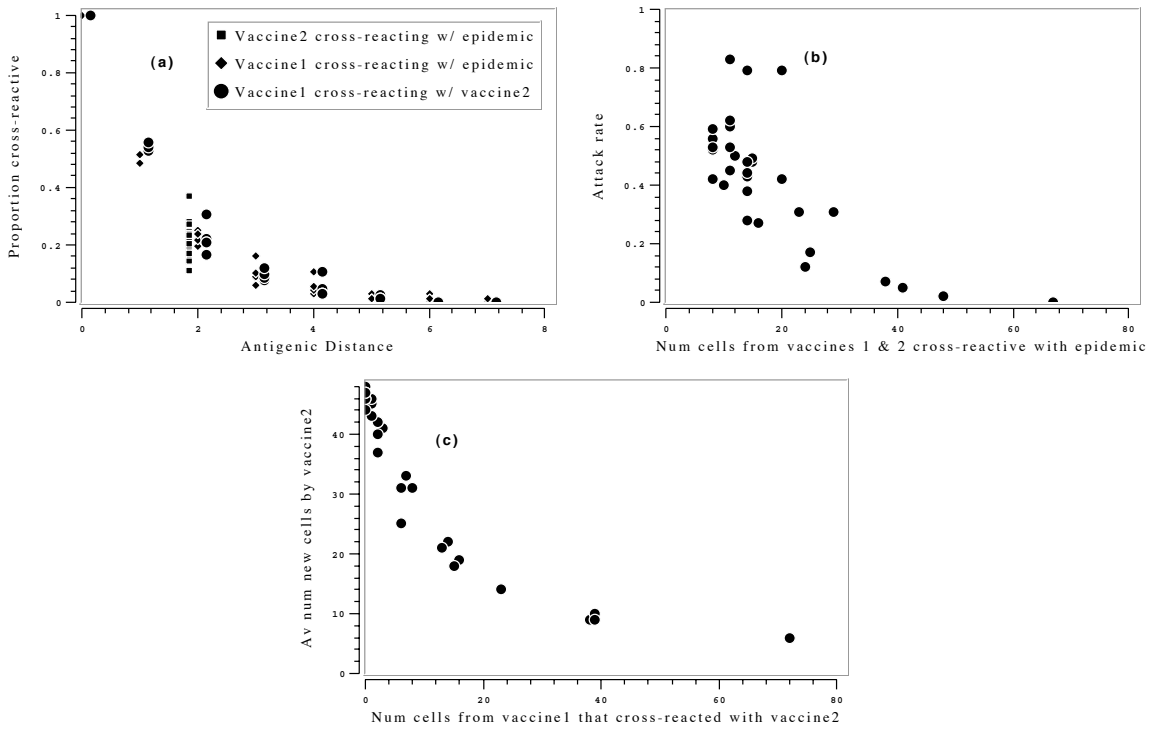 (a)
Vaccine2 cross-reacting w/ epidemic
Vaccine1 cross-reacting w/ epidemic
Vaccine1 cross-reacting w/ vaccine2
Proportion cross-reactive
1
0.8
0.6
0.4
0.2
0
0 2 4 6 8
Antigenic Distance
(b)
Attack rate
1
0.8
0.6
0.4
0.2
0
0 20 40 60 80
Num cells from vaccines 1 & 2 cross-reactive with epidemic
(c)
Av num new cells by vaccine2
40
30
20
10
0
0 20 40 60 80
Num cells from vaccine1 that cross-reacted with vaccine2